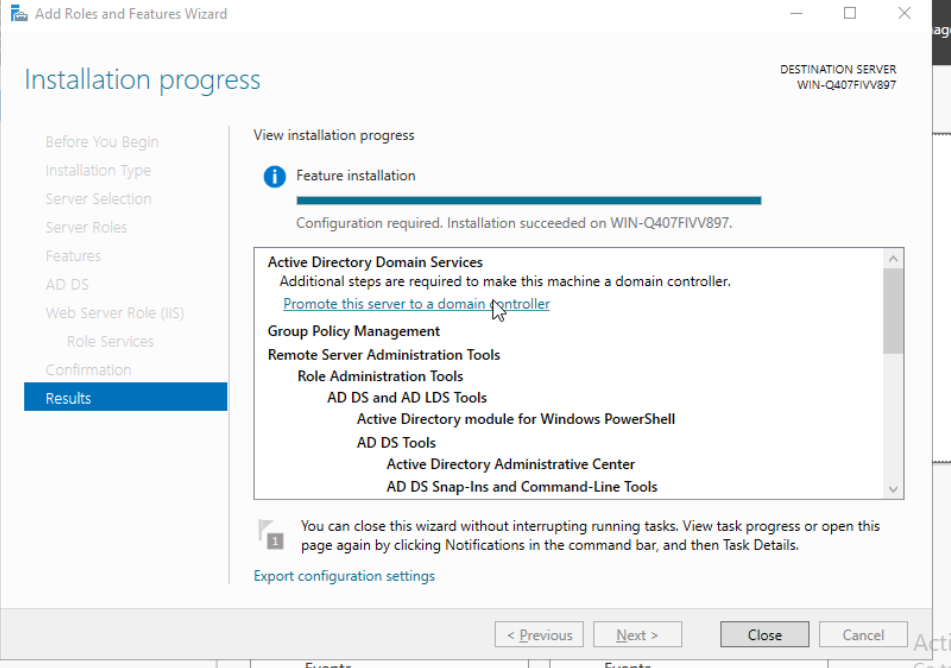 Add Roles and Features Wizard
Installation progress
DESTINATION SERVER
WIN-Q407FIVV897
Before You Begin
Installation Type
Server Selection
Server Roles
Features
AD DS
Web Server Role (IIS)
Role Services
Confirmation
Results
View installation progress
Feature installation
Configuration required. Installation succeeded on WIN-Q407FIVV897.
Active Directory Domain Services
Additional steps are required to make this machine a domain controller.
Promote this server to a domain controller
Group Policy Management
Remote Server Administration Tools
Role Administration Tools
AD DS and AD LDS Tools
Active Directory module for Windows PowerShell
AD DS Tools
Active Directory Administrative Center
AD DS Snap-Ins and Command-Line Tools
1
You can close this wizard without interrupting running tasks. View task progress or open this
page again by clicking Notifications in the command bar, and then Task Details.
Export configuration settings
< Previous
Next >
Close
Cancel
Events
Events